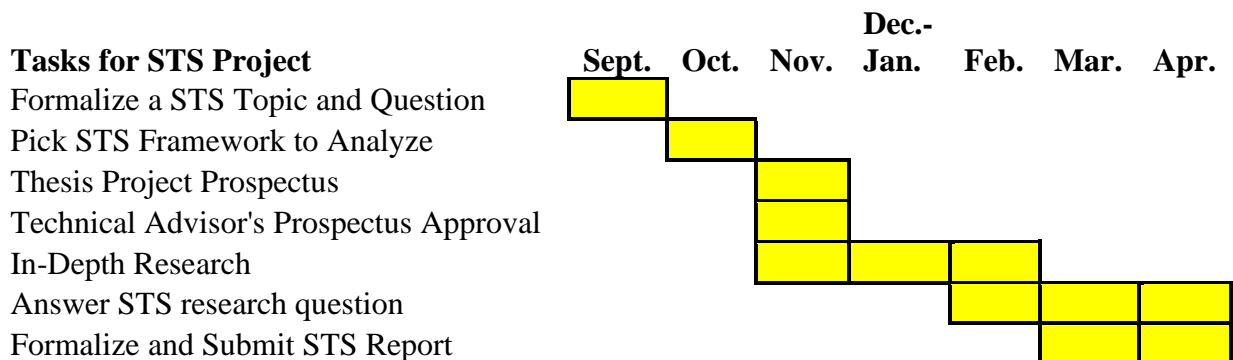 Dec.-
Tasks for STS Project Sept. Oct. Nov. Jan. Feb. Mar. Apr.
Formalize a STS Topic and Question
Pick STS Framework to Analyze
Thesis Project Prospectus
Technical Advisor's Prospectus Approval
In-Depth Research
Answer STS research question
Formalize and Submit STS Report